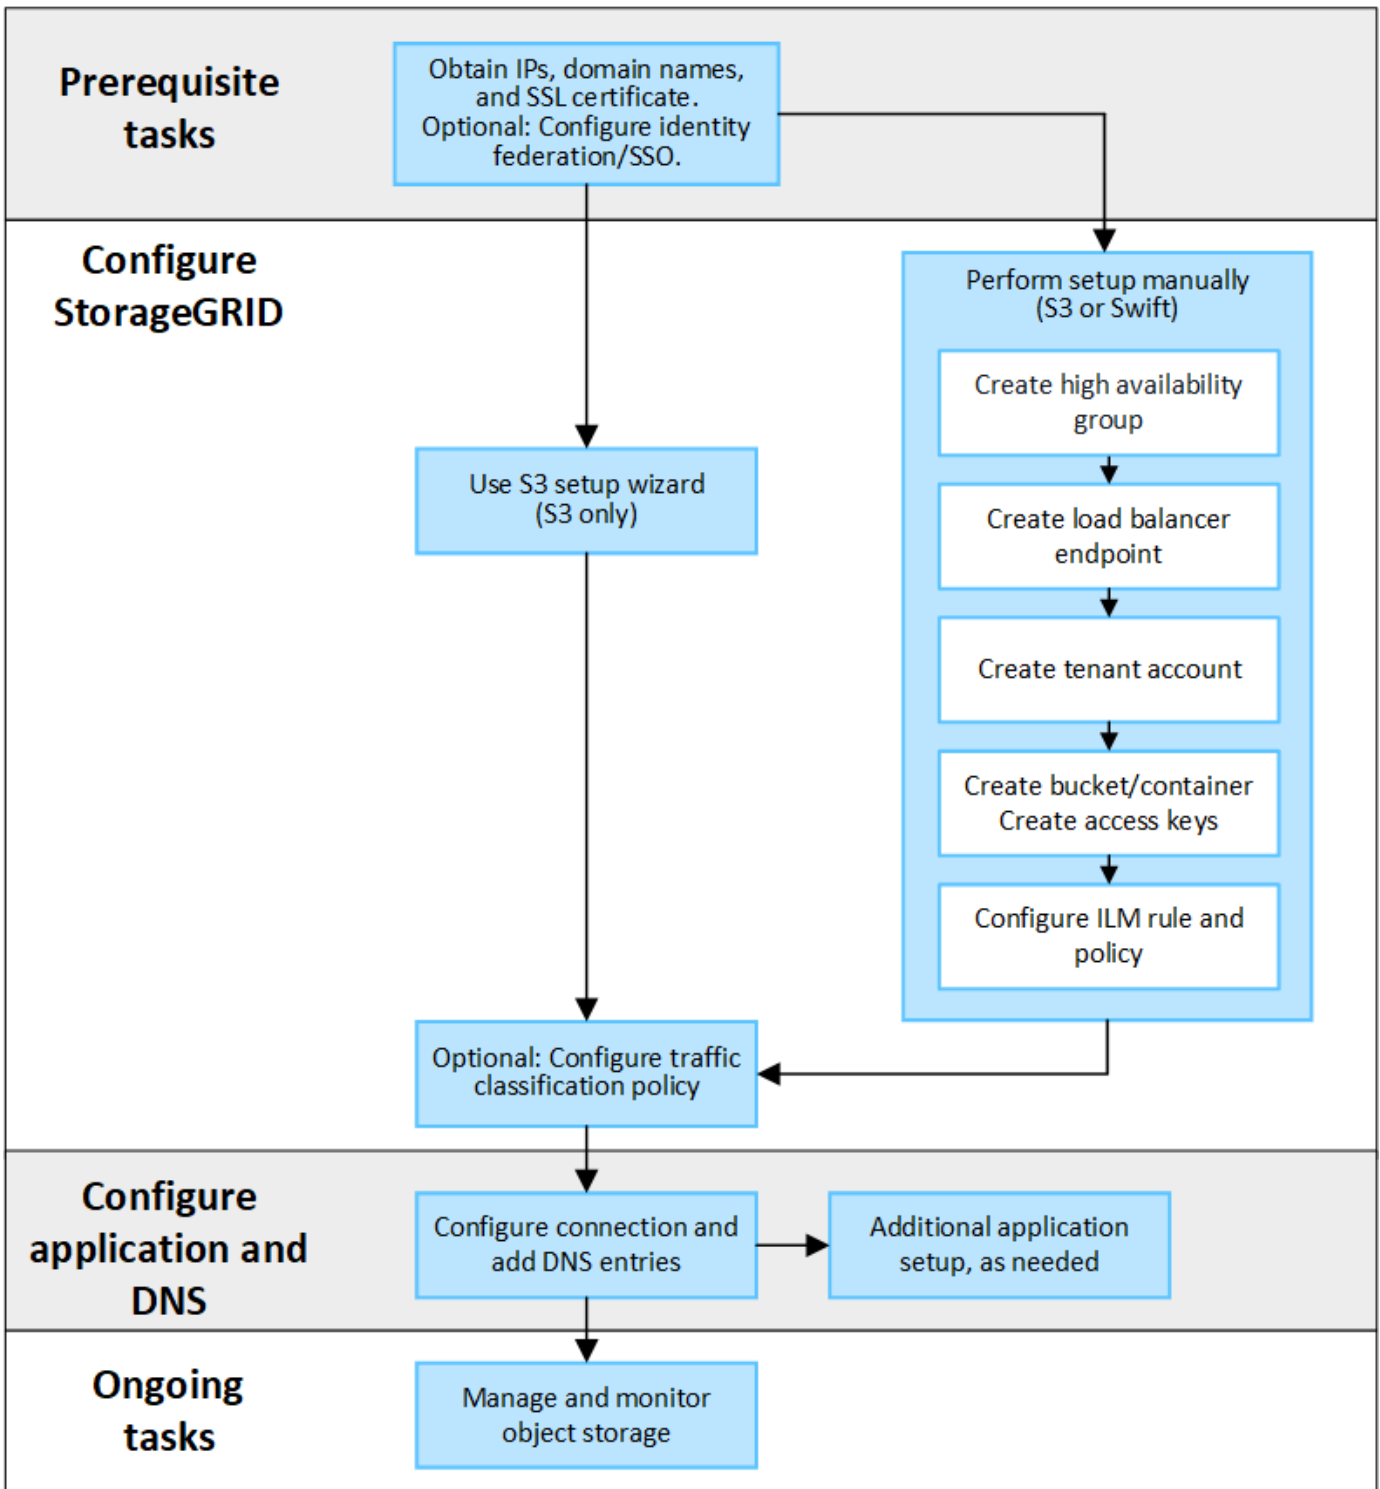 Prerequisite
tasks
Obtain IPs, domain names,
and SSL certificate.
Optional: Configure identity
federation/SSO.
Configure
StorageGRID
Perform setup manually
(S3 or Swift)
Create high availability
group
Create load balancer
endpoint
Create tenant account
Create bucket/container
Create access keys
Configure ILM rule and
policy
Use S3 setup wizard
(S3 only)
Optional: Configure traffic
classification policy
Configure
application and
DNS
Configure connection and
add DNS entries
Additional application
setup, as needed
Ongoing
tasks
Manage and monitor
object storage